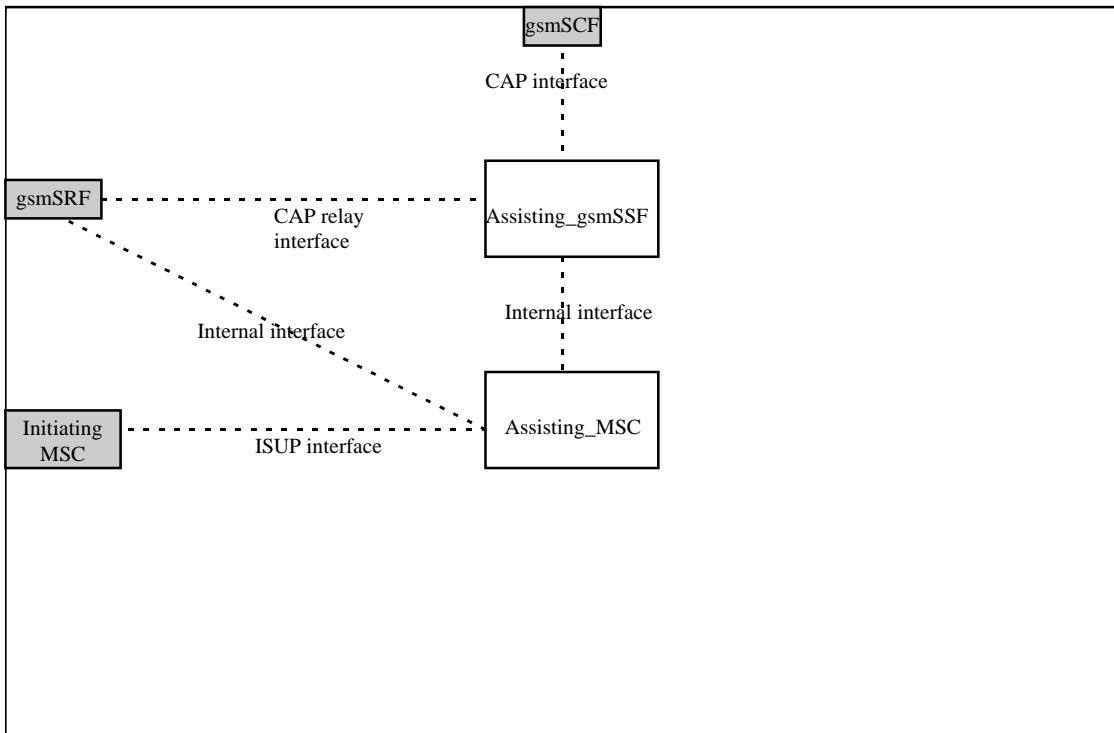 gsmSCF
CAP interface
gsmSRF
Assisting_gsmSSF
CAP relay
interface
Internal interface
Internal interface
Initiating
MSC
Assisting_MSC
ISUP interface